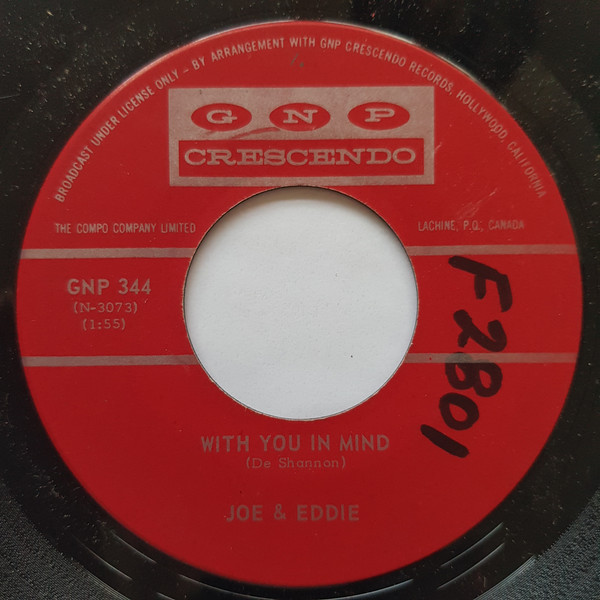 BROADCAST UNDER LICENSE ONLY - BY ARRANGEMENT WITH GNP CRESCENDO RECORDS, HOLLYWOOD, CALIFORNIA
G N P
CRESCENDO
THE COMPO COMPANY LIMITED
LACHINE, P.Q., CANADA
GNP 344
(N-3073)
(1:55)
F2801
WITH YOU IN MIND
(De Shannon)
JOE & EDDIE